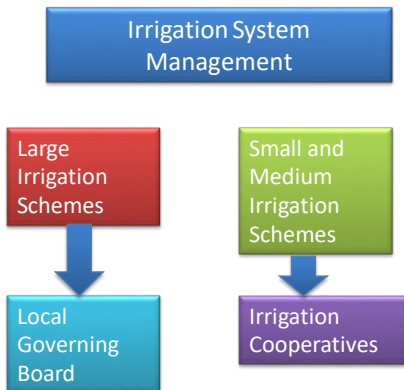 Irrigation System
Management
Large
Irrigation
Schemes
Small and
Medium
Irrigation
Schemes
Local
Governing
Board
Irrigation
Cooperatives